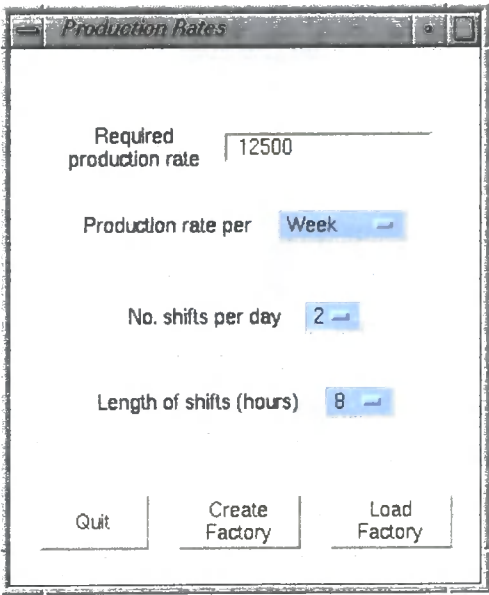 Production Rates
Required
production rate
12500
Production rate per
Week
No. shifts per day
2
Length of shifts (hours)
8
Quit
Create
Factory
Load
Factory